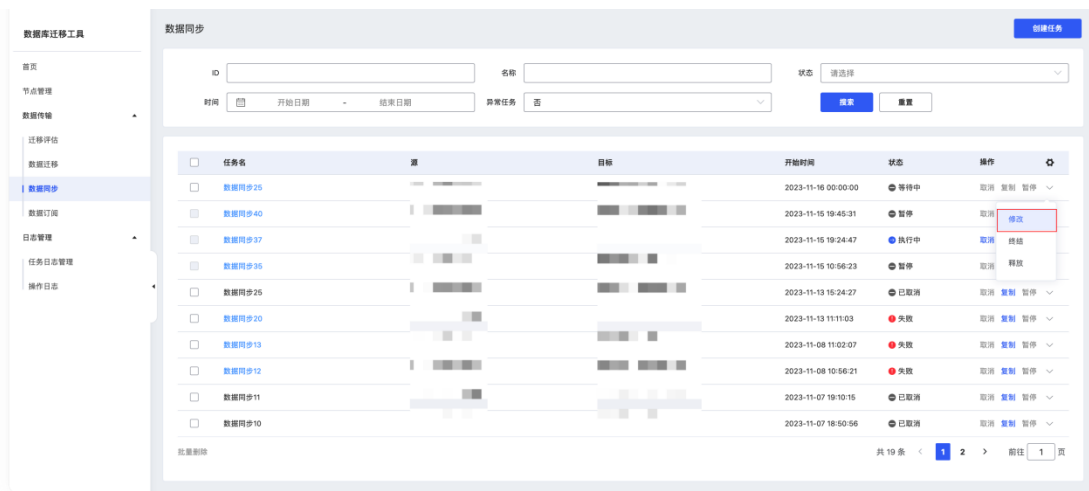 数据库迁移工具
首页
节点管理
数据传输
迁移评估
数据迁移
数据同步
数据订阅
日志管理
任务日志管理
操作日志
数据同步 创建任务
ID 名称 状态 请选择
时间 开始日期 - 结束日期 异常任务 否 搜索 重置
任务名 源 目标 开始时间 状态 操作
数据同步25 2023-11-16 00:00:00 等待中 取消 复制 暂停
数据同步40 2023-11-15 19:45:31 暂停 取消
数据同步37 2023-11-15 19:24:47 执行中 取消
数据同步35 2023-11-15 10:56:23 暂停 取消
修改
终结
释放
数据同步26 2023-11-13 15:24:27 已取消 取消 复制 暂停
数据同步20 2023-11-13 11:11:03 失败 取消 复制 暂停
数据同步13 2023-11-08 11:02:07 失败 取消 复制 暂停
数据同步12 2023-11-08 10:56:21 失败 取消 复制 暂停
数据同步11 2023-11-07 19:10:15 已取消 取消 复制 暂停
数据同步10 2023-11-07 18:50:56 已取消 取消 复制 暂停
批量删除 共 19 条 1 2 前往 1 页